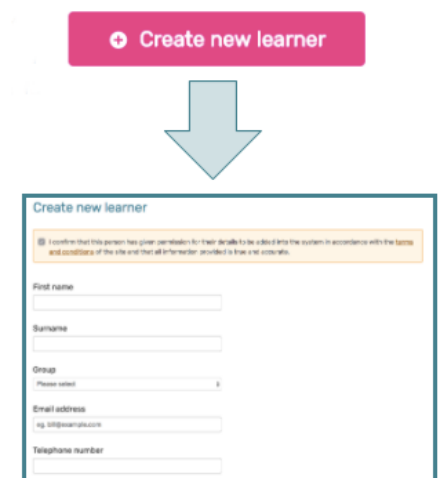 Create new learner
Create new learner
I confirm that this person has given permission for their details to be added into the system in accordance with the terms
and conditions of the site and that all information provided is true and accurate.
First name
Surname
Group
Please select
Email address
eg. bill@example.com
Telephone number